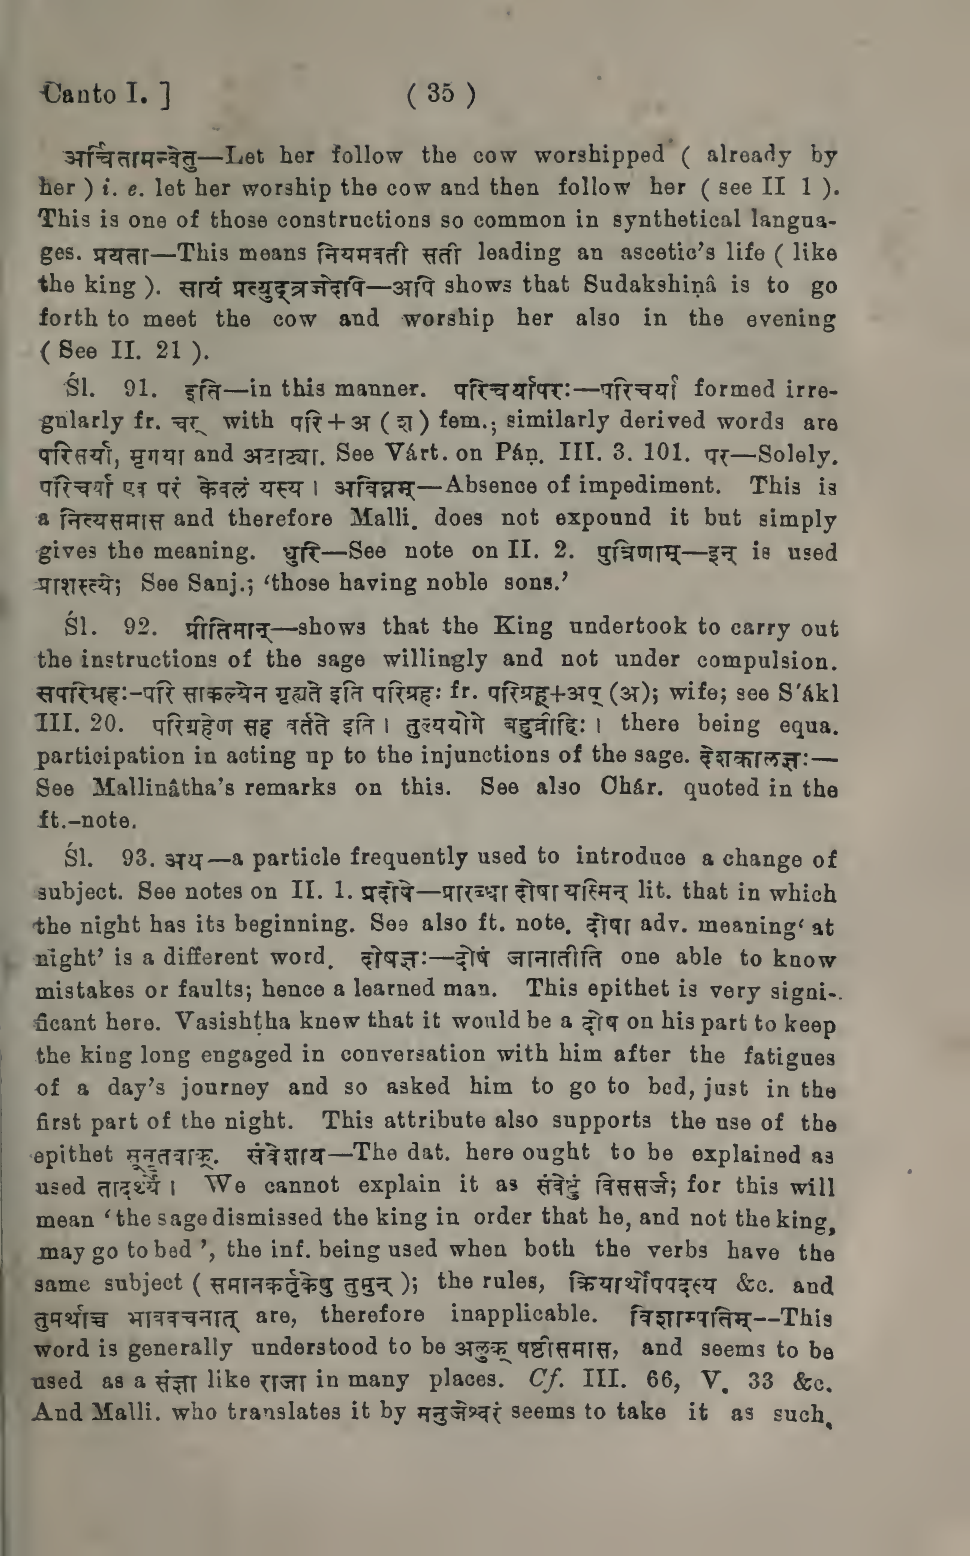 Canto I. ] ( 35 )
अर्चितामन्वेतु—Let her follow the cow worshipped ( already by
her ) i. e. let her worship the cow and then follow her ( see II 1 ).
This is one of those constructions so common in synthetical langua-
ges. प्रयता—This means नियमवती सती leading an ascetic's life ( like
the king ). सायं प्रत्युद्व्रजेदपि—अपि shows that Sudakshiṇâ is to go
forth to meet the cow and worship her also in the evening
( See II. 21 ).
Śl. 91. इति—in this manner. परिचर्यापरः—परिचर्या formed irre-
gularly fr. चर् with परि+अ ( श ) fem.; similarly derived words are
परिसर्या, मृगया and अटाट्या. See Várt. on Páṇ. III. 3. 101. पर—Solely.
परिचर्या एव परं केवलं यस्य । अविघ्नम्—Absence of impediment. This is
a नित्यसमास and therefore Malli. does not expound it but simply
gives the meaning. धुरि—See note on II. 2. पुत्रिणाम्—इन् is used
प्राशस्त्ये; See Sanj.; ‘those having noble sons.’
Śl. 92. प्रीतिमान्—shows that the King undertook to carry out
the instructions of the sage willingly and not under compulsion.
सपरिग्रहः-परि साकल्येन गृह्यते इति परिग्रहः fr. परिग्रह्+अप् (अ); wife; see S'ákl
III. 20. परिग्रहेण सह वर्तते इति । तुल्ययोगे बहुव्रीहिः । there being equa.
participation in acting up to the injunctions of the sage. देशकालज्ञः—
See Mallinâtha's remarks on this. See also Chár. quoted in the
ft.-note.
Śl. 93. अथ—a particle frequently used to introduce a change of
subject. See notes on II. 1. प्रदोषे—प्रारब्धा दोषा यस्मिन् lit. that in which
the night has its beginning. See also ft. note. दोषा adv. meaning‘ at
night’ is a different word. दोषज्ञः—दोषं जानातीति one able to know
mistakes or faults; hence a learned man. This epithet is very signi-
ficant here. Vasishṭha knew that it would be a दोष on his part to keep
the king long engaged in conversation with him after the fatigues
of a day's journey and so asked him to go to bed, just in the
first part of the night. This attribute also supports the use of the
epithet सूनृतवाक्. संवेशाय—The dat. here ought to be explained as
used तादर्थ्ये । We cannot explain it as संवेष्टुं विससर्ज; for this will
mean ‘ the sage dismissed the king in order that he, and not the king,
may go to bed ’, the inf. being used when both the verbs have the
same subject ( समानकर्तृकेषु तुमुन् ); the rules, क्रियार्थोपपदस्य &c. and
तुमर्थाच्च भाववचनात् are, therefore inapplicable. विशाम्पतिम्--This
word is generally understood to be अलुक् षष्ठीसमास, and seems to be
used as a संज्ञा like राजा in many places. Cf. III. 66, V. 33 &c.
And Malli. who translates it by मनुजेश्वरं seems to take it as such.